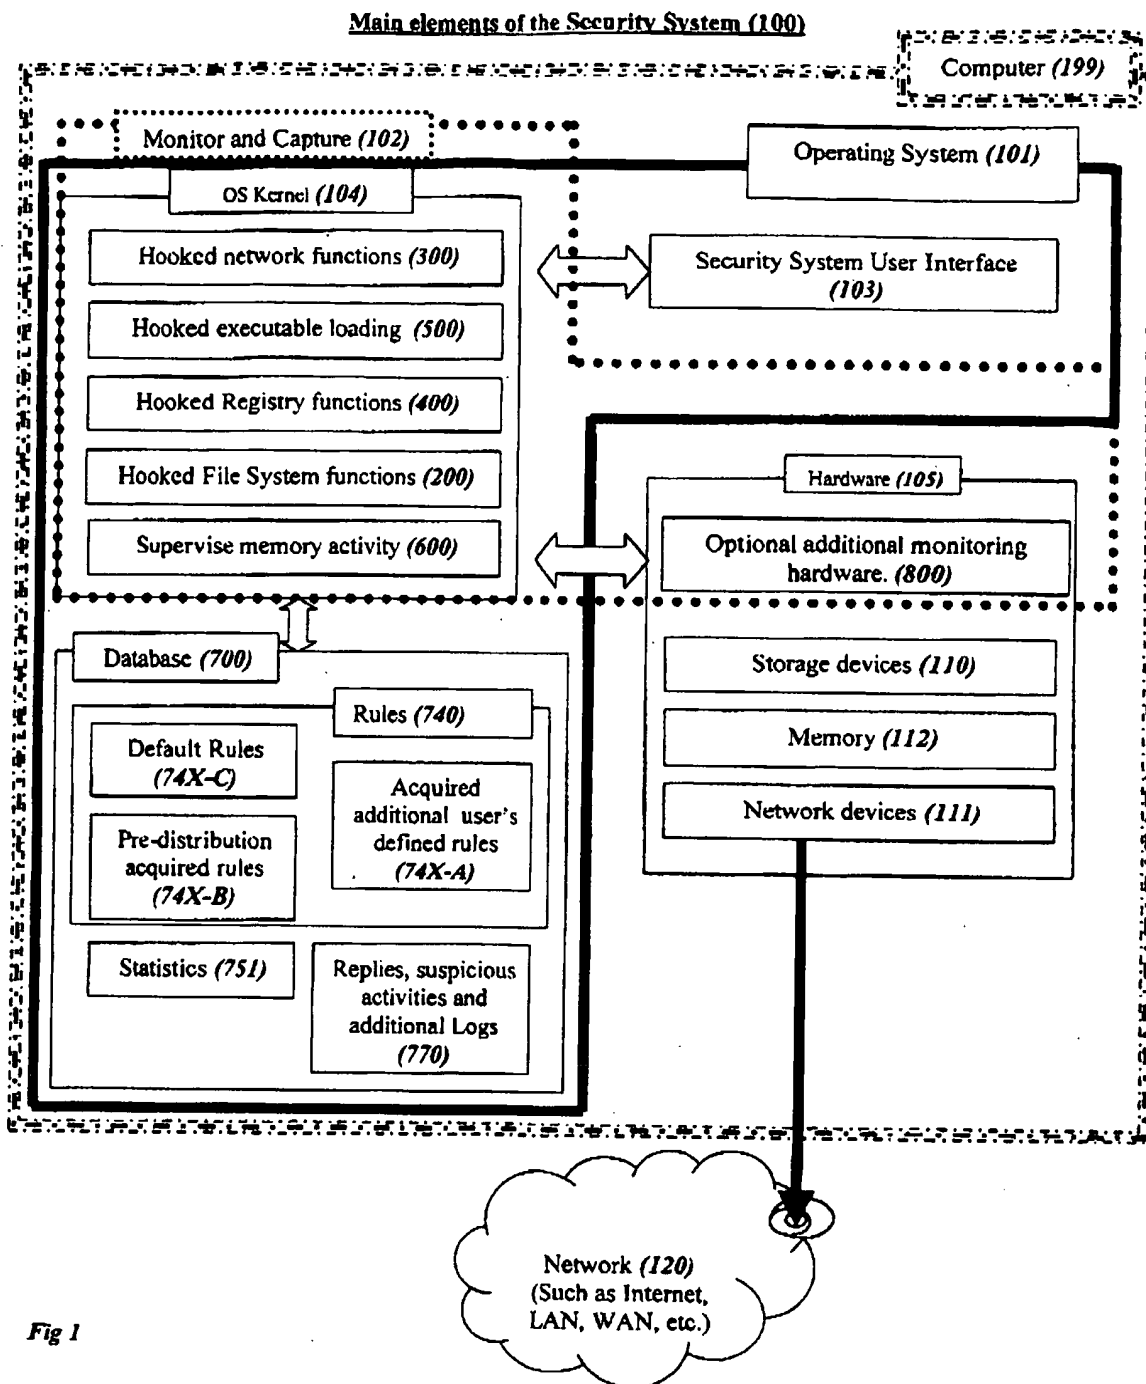 Main elements of the Security System (100)
Computer (199)
Monitor and Capture (102)
Operating System (101)
OS Kernel (104)
Hooked network functions (300)
Security System User Interface
(103)
Hooked executable loading (500)
Hooked Registry functions (400)
Hooked File System functions (200)
Supervise memory activity (600)
Hardware (105)
Optional additional monitoring
hardware. (800)
Storage devices (110)
Memory (112)
Network devices (111)
Database (700)
Rules (740)
Default Rules
(74X-C)
Pre-distribution
acquired rules
(74X-B)
Acquired
additional user's
defined rules
(74X-A)
Statistics (751)
Replies, suspicious
activities and
additional Logs
(770)
Network (120)
(Such as Internet,
LAN, WAN, etc.)
Fig 1